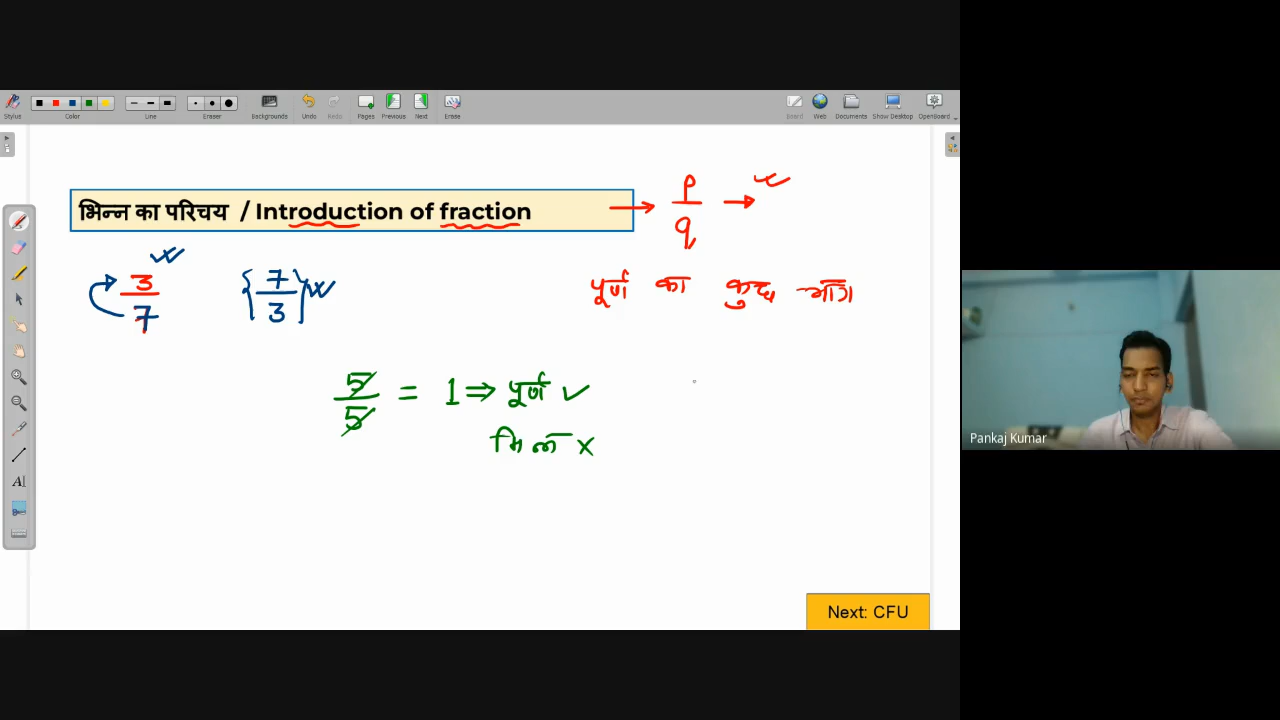 Stylus Color Line Eraser Backgrounds Undo Redo Pages Previous Next Erase board Web Documents Show Desktop OpenBoard
भिन्न का परिचय / Introduction of fraction → p/q →
3/7 {7/3}
पूर्ण का कुछ भाग
5/5 = 1 ⇒ पूर्ण ✓
भिन्न ×
Pankaj Kumar
Next: CFU